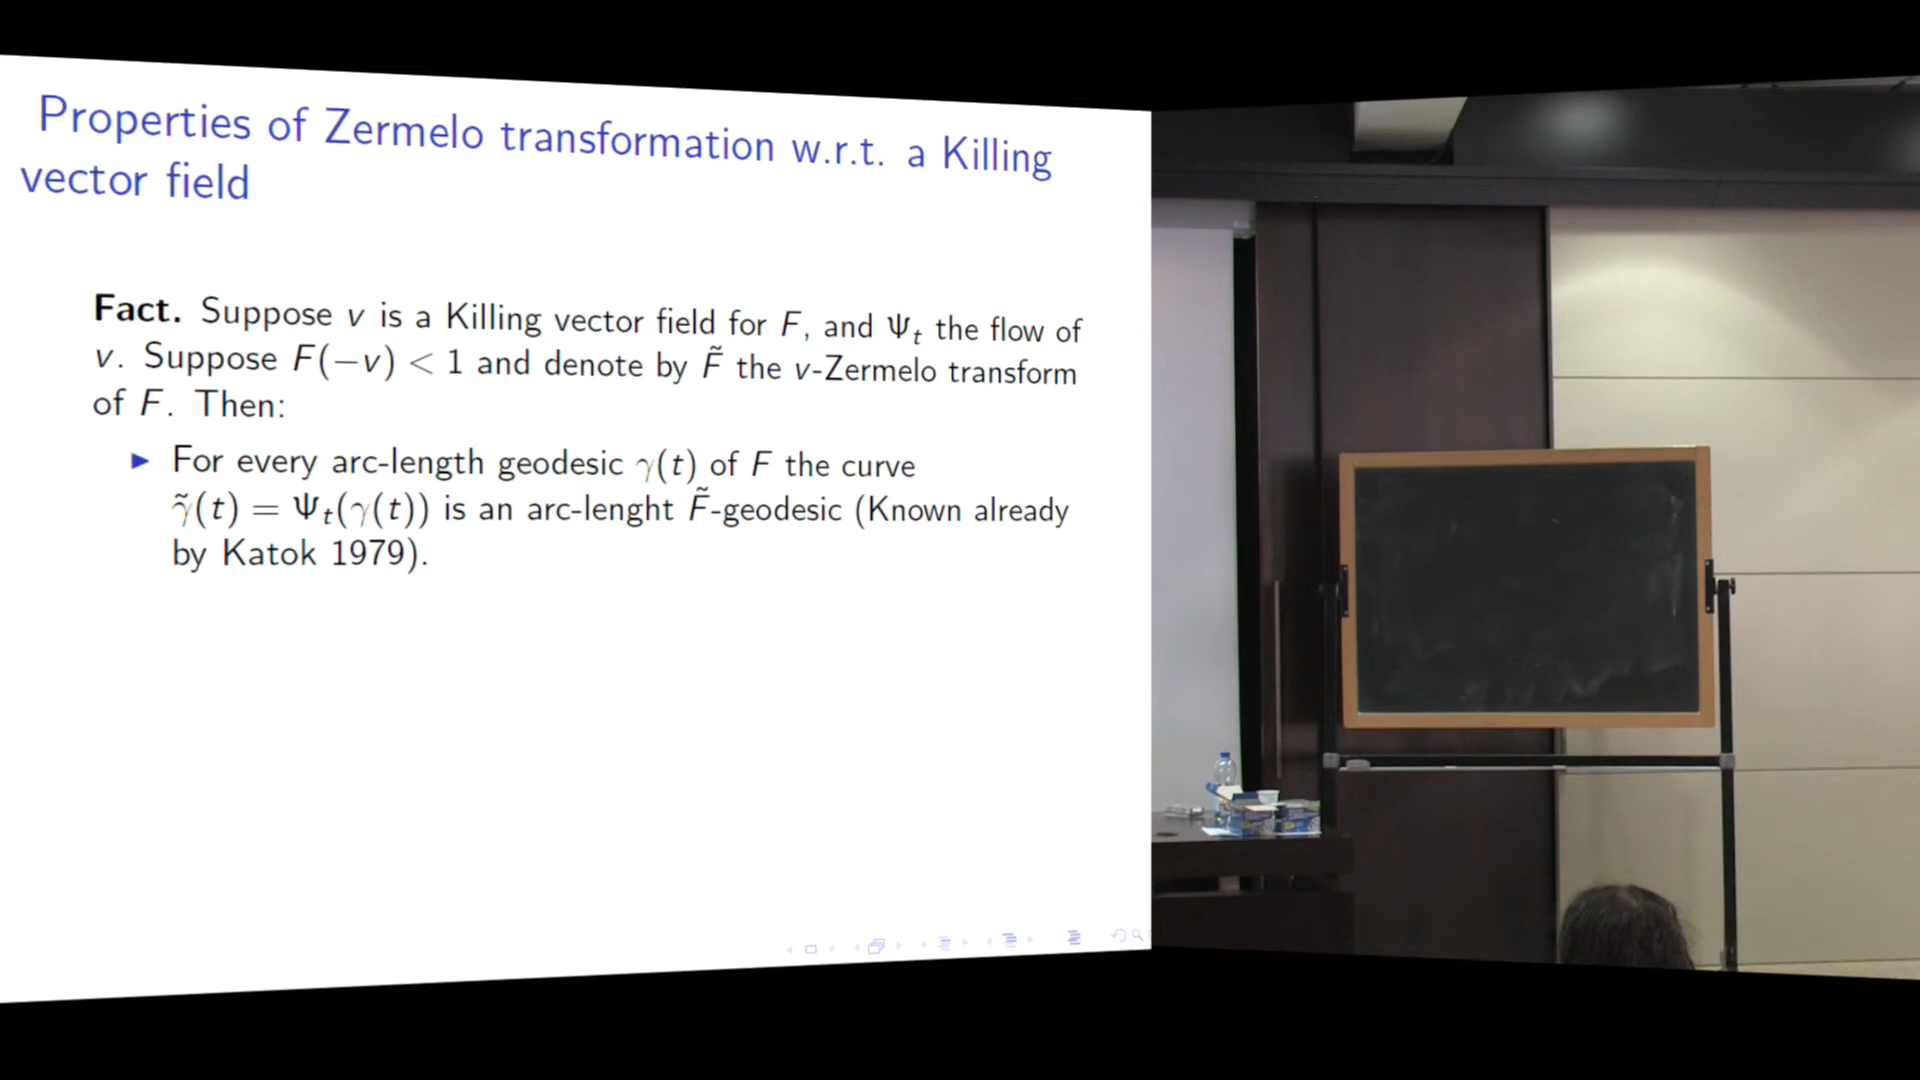 Properties of Zermelo transformation w.r.t. a Killing
vector field
Fact. Suppose v is a Killing vector field for F, and Ψ_t the flow of
v. Suppose F(−v) < 1 and denote by F̃ the v-Zermelo transform
of F. Then:
► For every arc-length geodesic γ(t) of F the curve
γ̃(t) = Ψ_t(γ(t)) is an arc-lenght F̃-geodesic (Known already
by Katok 1979).